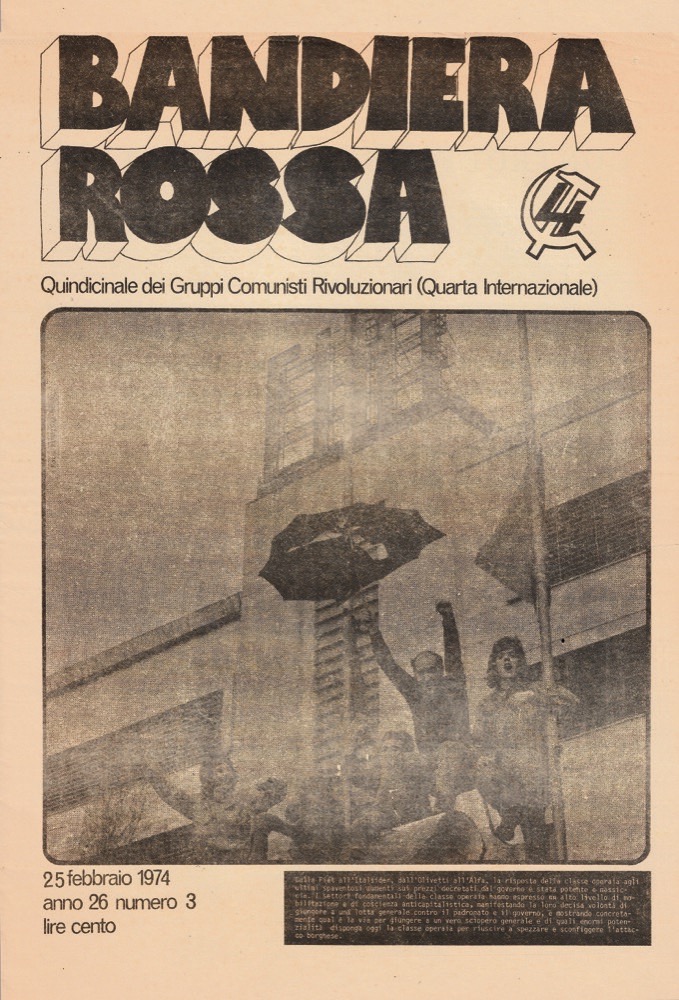 BANDIERA
ROSSA
4
Quindicinale dei Gruppi Comunisti Rivoluzionari (Quarta Internazionale)
25 febbraio 1974
anno 26 numero 3
lire cento
Dalla Fiat all'Italsider, dall'Olivetti all'Alfa, la risposta della classe operaia agli
ultimi spaventosi aumenti sui prezzi decretati dal governo è stata potente e massic-
cia. I settori fondamentali della classe operaia hanno espresso un alto livello di mo-
bilitazione e di coscienza anticapitalistica, manifestando la loro decisa volontà di
giungere a una lotta generale contro il padronato e il governo, e mostrando concreta-
mente qual è la via per giungere a un vero sciopero generale e di quali enormi poten-
zialità disponga oggi la classe operaia per riuscire a spezzare e sconfiggere l'attac-
co borghese.